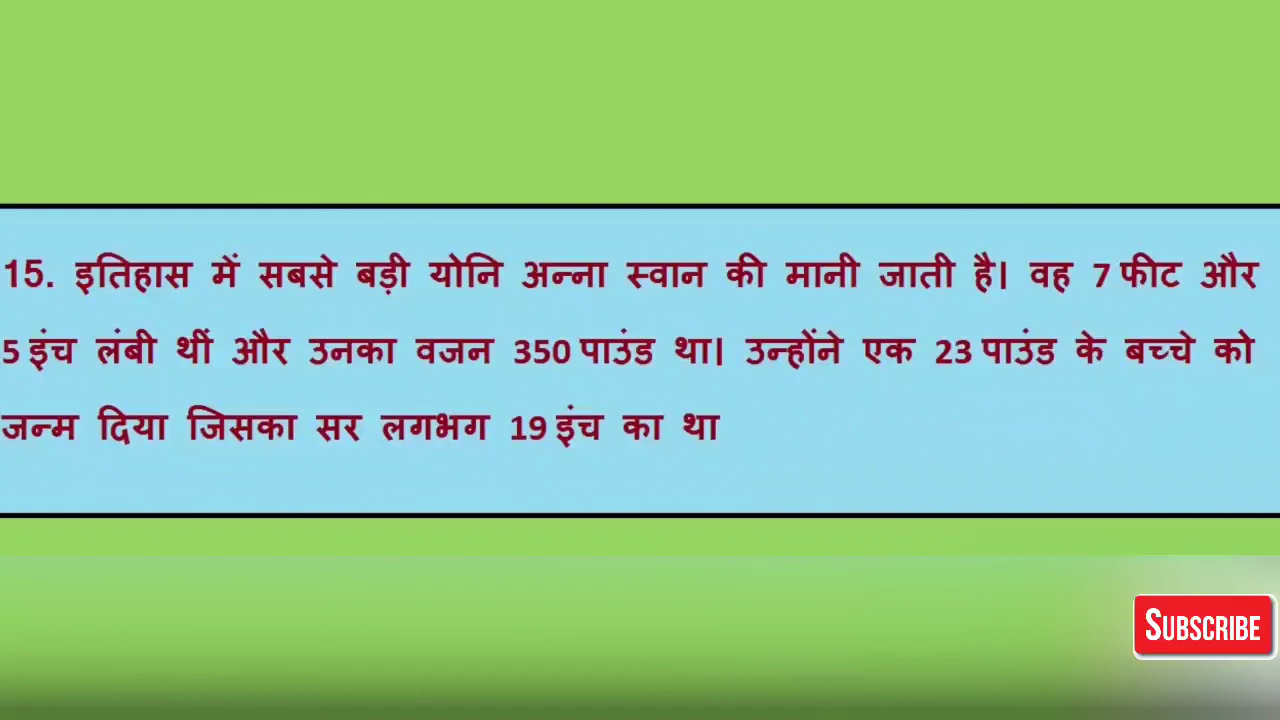 15. इतिहास में सबसे बड़ी योनि अन्ना स्वान की मानी जाती है। वह 7 फीट और
5 इंच लंबी थीं और उनका वजन 350 पाउंड था। उन्होंने एक 23 पाउंड के बच्चे को
जन्म दिया जिसका सर लगभग 19 इंच का था
SUBSCRIBE